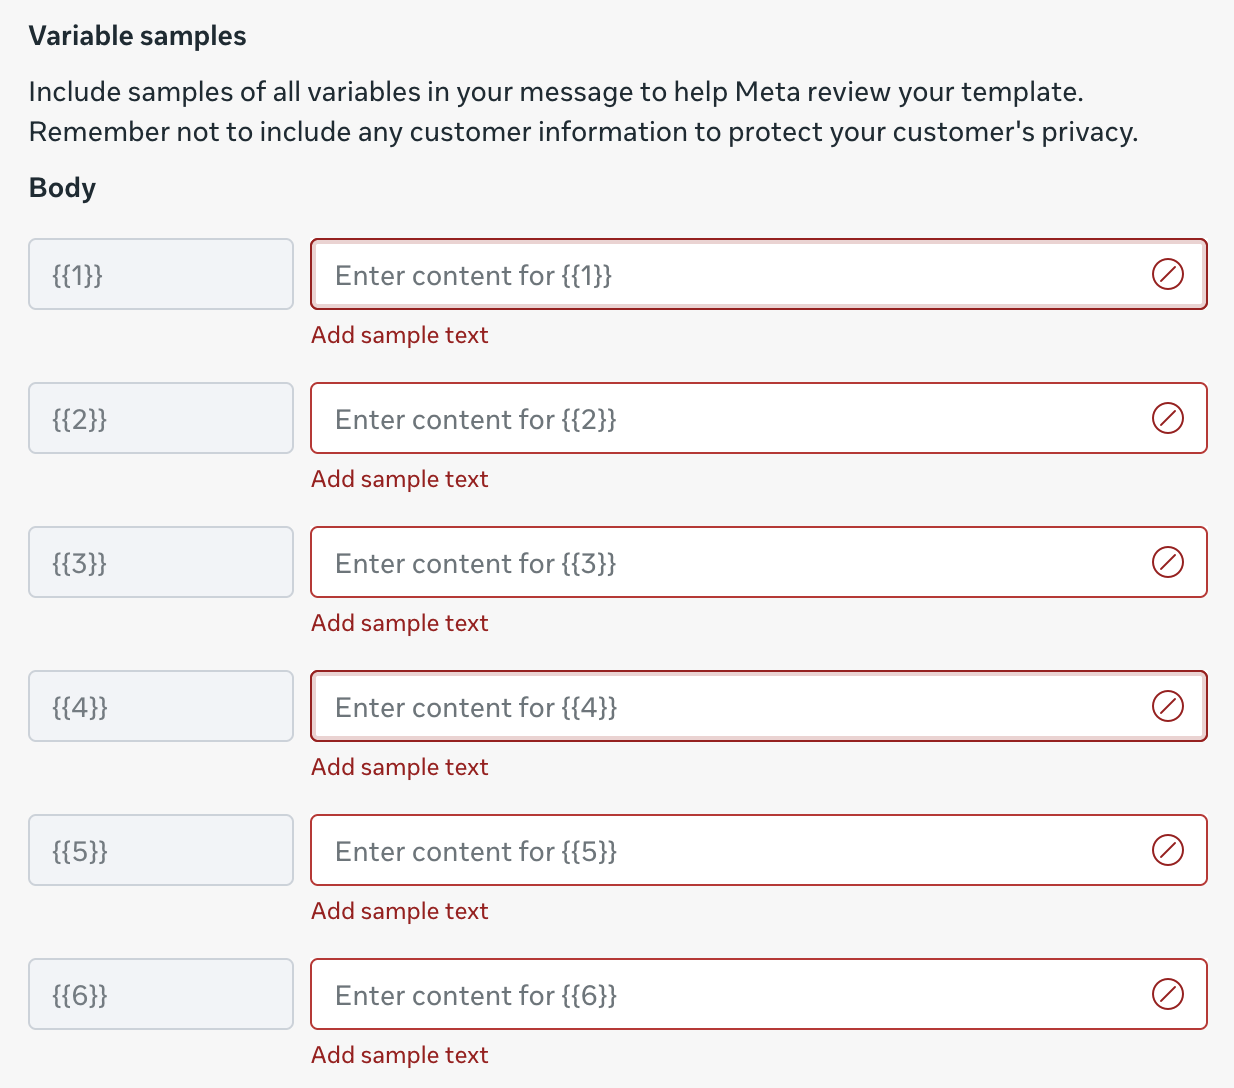 Variable samples
Include samples of all variables in your message to help Meta review your template.
Remember not to include any customer information to protect your customer's privacy.
Body
{{1}}
Enter content for {{1}}
Add sample text
{{2}}
Enter content for {{2}}
Add sample text
{{3}}
Enter content for {{3}}
Add sample text
{{4}}
Enter content for {{4}}
Add sample text
{{5}}
Enter content for {{5}}
Add sample text
{{6}}
Enter content for {{6}}
Add sample text